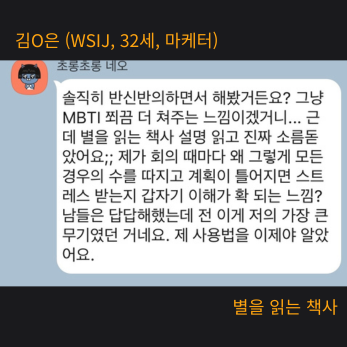 김O은 (WSIJ, 32세, 마케터)
초롱초롱 네오
솔직히 반신반의하면서 해봤거든요? 그냥
MBTI 쬐끔 더 쳐주는 느낌이겠거니... 근
데 별을 읽는 책사 설명 읽고 진짜 소름돋
았어요;; 제가 회의 때마다 왜 그렇게 모든
경우의 수를 따지고 계획이 틀어지면 스트
레스 받는지 갑자기 이해가 확 되는 느낌?
남들은 답답해했는데 전 이게 저의 가장 큰
무기였던 거네요. 제 사용법을 이제야 알았
어요.
별을 읽는 책사